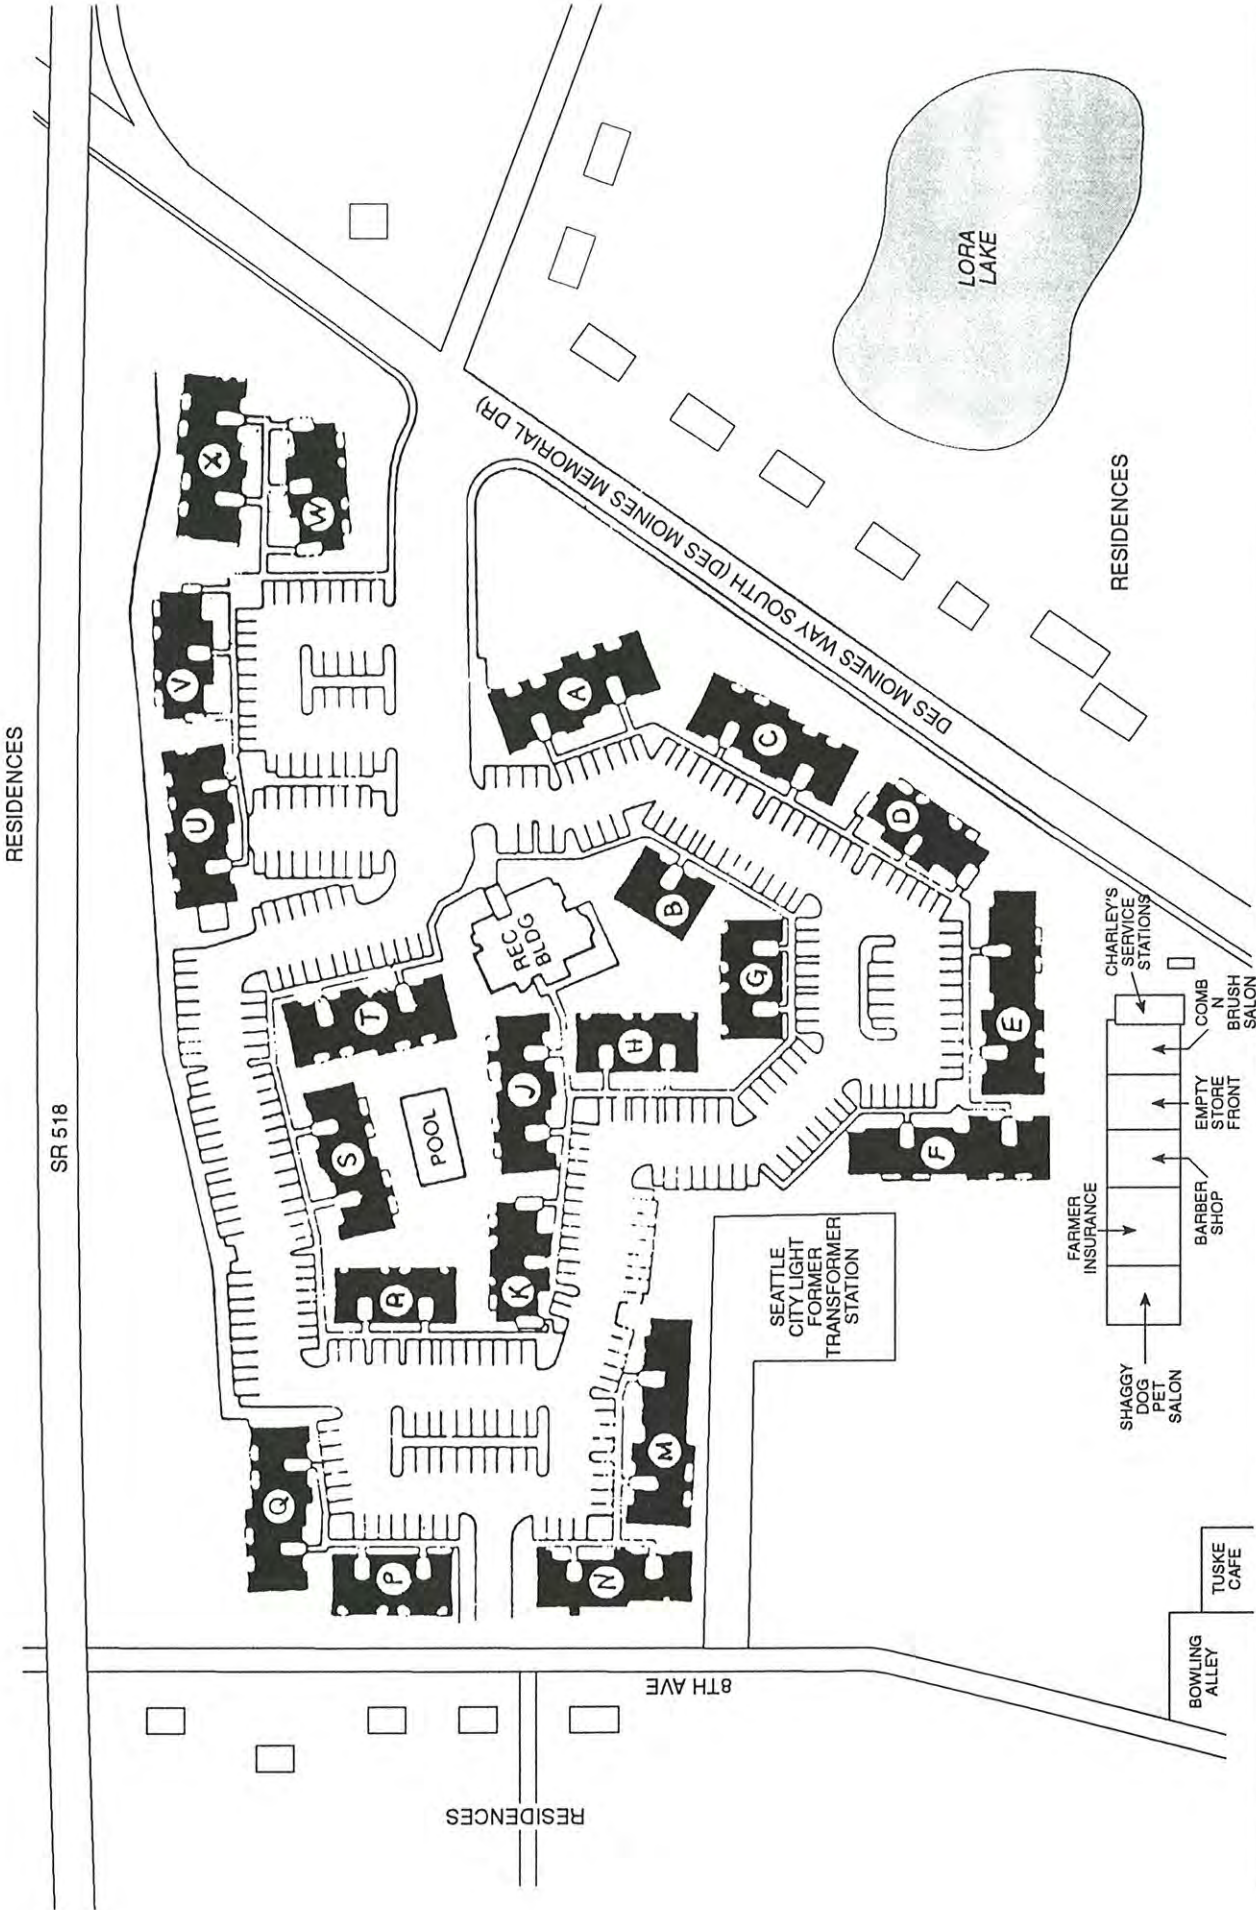 RESIDENCES
SR 518
X
W
V
U
LORA
LAKE
DES MOINES WAY SOUTH (DES MOINES MEMORIAL DR)
RESIDENCES
A
C
D
B
REC
BLDG
G
T
H
J
E
S
POOL
F
R
K
SEATTLE
CITY LIGHT
FORMER
TRANSFORMER
STATION
Q
M
P
N
CHARLEY'S
SERVICE
STATIONS
COMB
N
BRUSH
SALON
EMPTY
STORE
FRONT
BARBER
SHOP
FARMER
INSURANCE
SHAGGY
DOG
PET
SALON
TUSKE
CAFE
BOWLING
ALLEY
8TH AVE
RESIDENCES